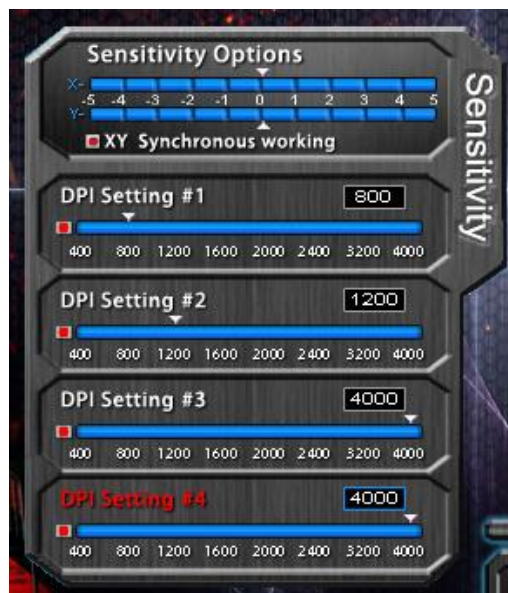 Sensitivity Options
X-
-5 -4 -3 -2 -1 0 1 2 3 4 5
Y-
XY Synchronous working
Sensitivity
DPI Setting #1 800
400 800 1200 1600 2000 2400 3200 4000
DPI Setting #2 1200
400 800 1200 1600 2000 2400 3200 4000
DPI Setting #3 4000
400 800 1200 1600 2000 2400 3200 4000
DPI Setting #4 4000
400 800 1200 1600 2000 2400 3200 4000